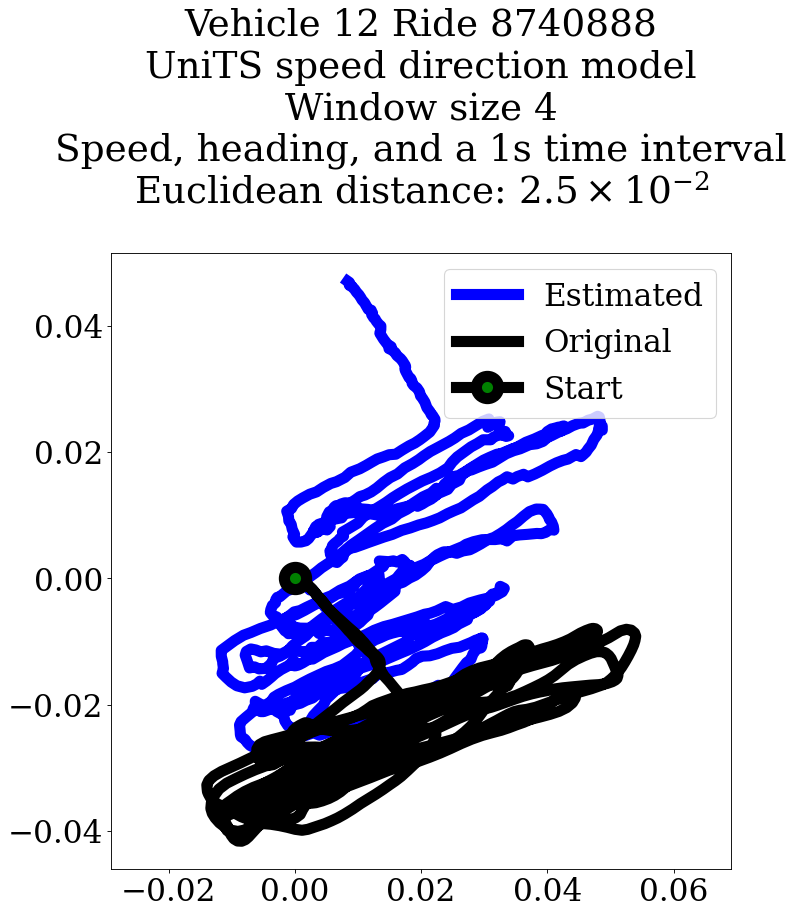 Vehicle 12 Ride 8740888
UniTS speed direction model
Window size 4
Speed, heading, and a 1s time interval
Euclidean distance: 2.5 × 10⁻²
Estimated
Original
Start
0.04
0.02
0.00
−0.02
−0.04
−0.02 0.00 0.02 0.04 0.06